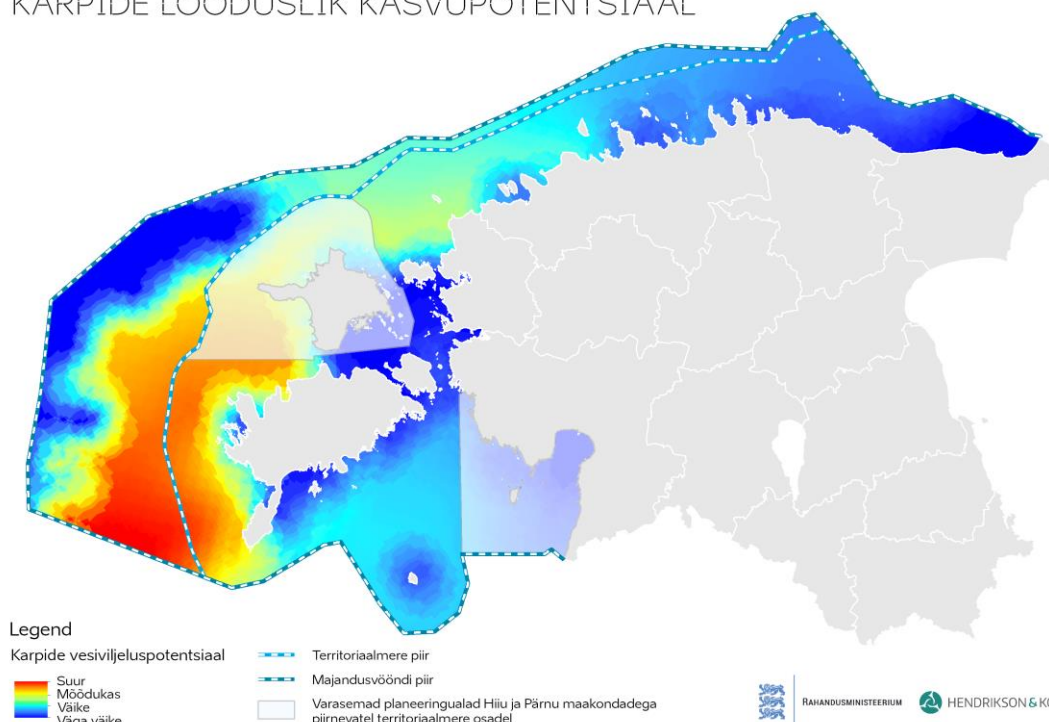 KARPIDE LOODUSLIK KASVUPOTENTSIAAL
Legend
Karpide vesiviljeluspotentsiaal
Suur
Mõõdukas
Väike
Väga väike
Territoriaalmere piir
Majandusvööndi piir
Varasemad planeeringualad Hiiu ja Pärnu maakondadega
piirnevatel territoriaalmere osadel
RAHANDUSMINISTEERIUM
HENDRIKSON & KO